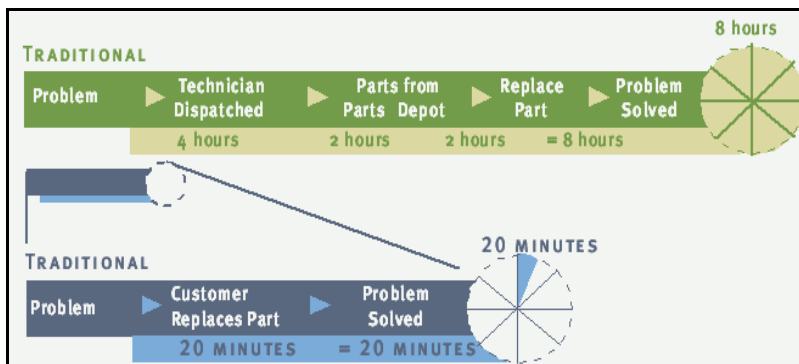 8 hours
TRADITIONAL
Problem
Technician
Dispatched
Parts from
Parts Depot
Replace
Part
Problem
Solved
4 hours
2 hours
2 hours
= 8 hours
TRADITIONAL
20 MINUTES
Problem
Customer
Replaces Part
Problem
Solved
20 MINUTES
= 20 MINUTES